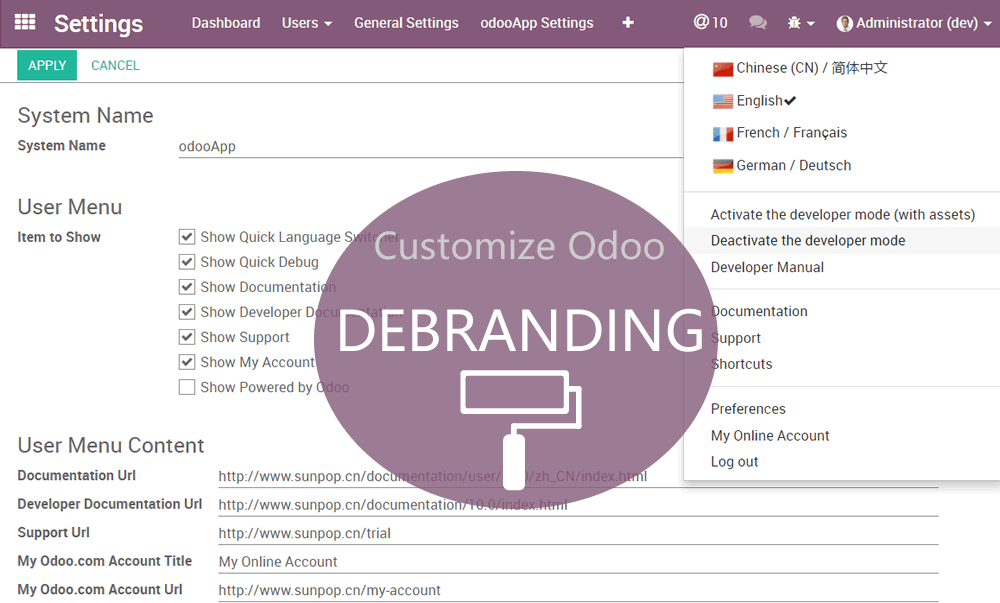 Settings
Dashboard Users General Settings odooApp Settings + @ 10 Administrator (dev)
APPLY CANCEL
System Name
System Name odooApp
User Menu
Item to Show
Show Quick Language Switcher
Show Quick Debug
Show Documentation
Show Developer Documentation
Show Support
Show My Account
Show Powered by Odoo
User Menu Content
Documentation Url http://www.sunpop.cn/documentation/user/10.0/zh_CN/index.html
Developer Documentation Url http://www.sunpop.cn/documentation/10.0/index.html
Support Url http://www.sunpop.cn/trial
My Odoo.com Account Title My Online Account
My Odoo.com Account Url http://www.sunpop.cn/my-account
Customize Odoo
DEBRANDING
Chinese (CN) / 简体中文
English
French / Français
German / Deutsch
Activate the developer mode (with assets)
Deactivate the developer mode
Developer Manual
Documentation
Support
Shortcuts
Preferences
My Online Account
Log out